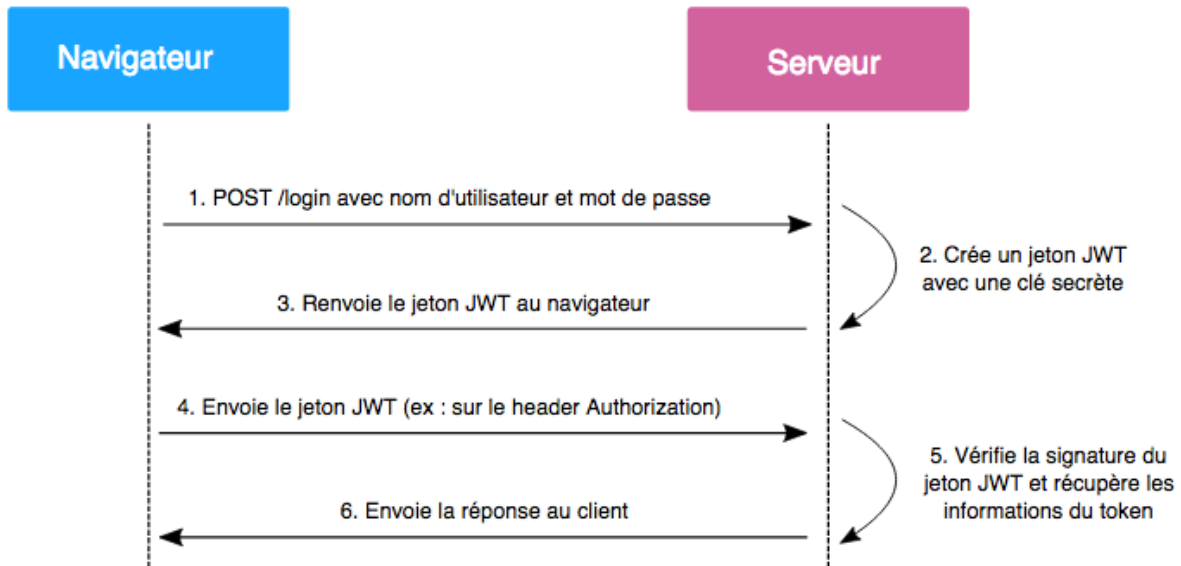 Navigateur
Serveur
1. POST /login avec nom d'utilisateur et mot de passe
2. Crée un jeton JWT
avec une clé secrète
3. Renvoie le jeton JWT au navigateur
4. Envoie le jeton JWT (ex : sur le header Authorization)
5. Vérifie la signature du
jeton JWT et récupère les
informations du token
6. Envoie la réponse au client